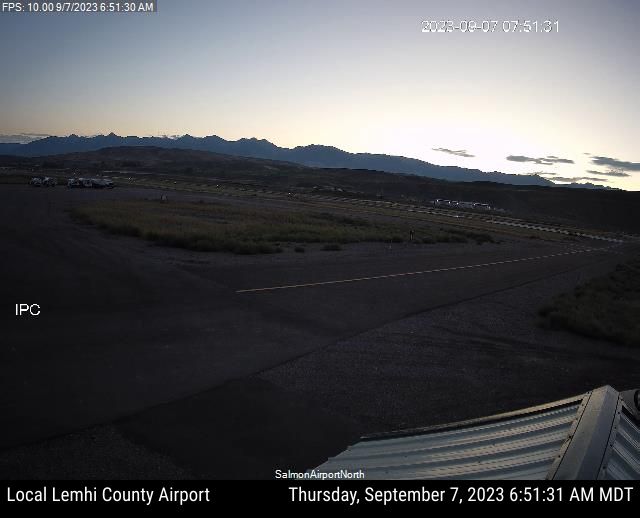 FPS: 10.00 9/7/2023 6:51:30 AM
2023-09-07 07:51:31
IPC
SalmonAirportNorth
Local Lemhi County Airport
Thursday, September 7, 2023 6:51:31 AM MDT